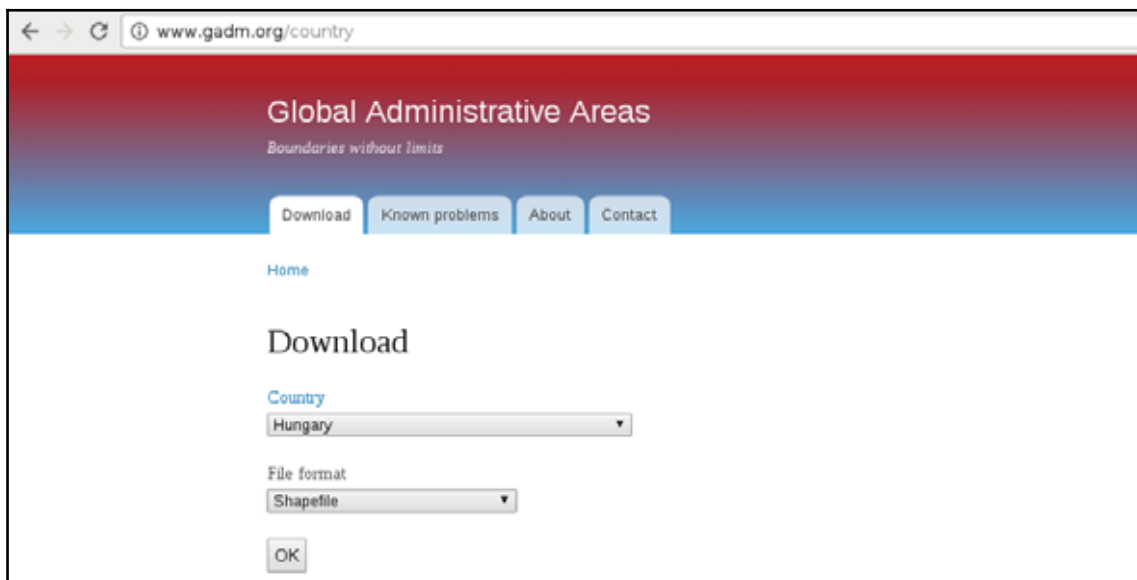 www.gadm.org/country
Global Administrative Areas
Boundaries without limits
Download Known problems About Contact
Home
Download
Country
Hungary
File format
Shapefile
OK